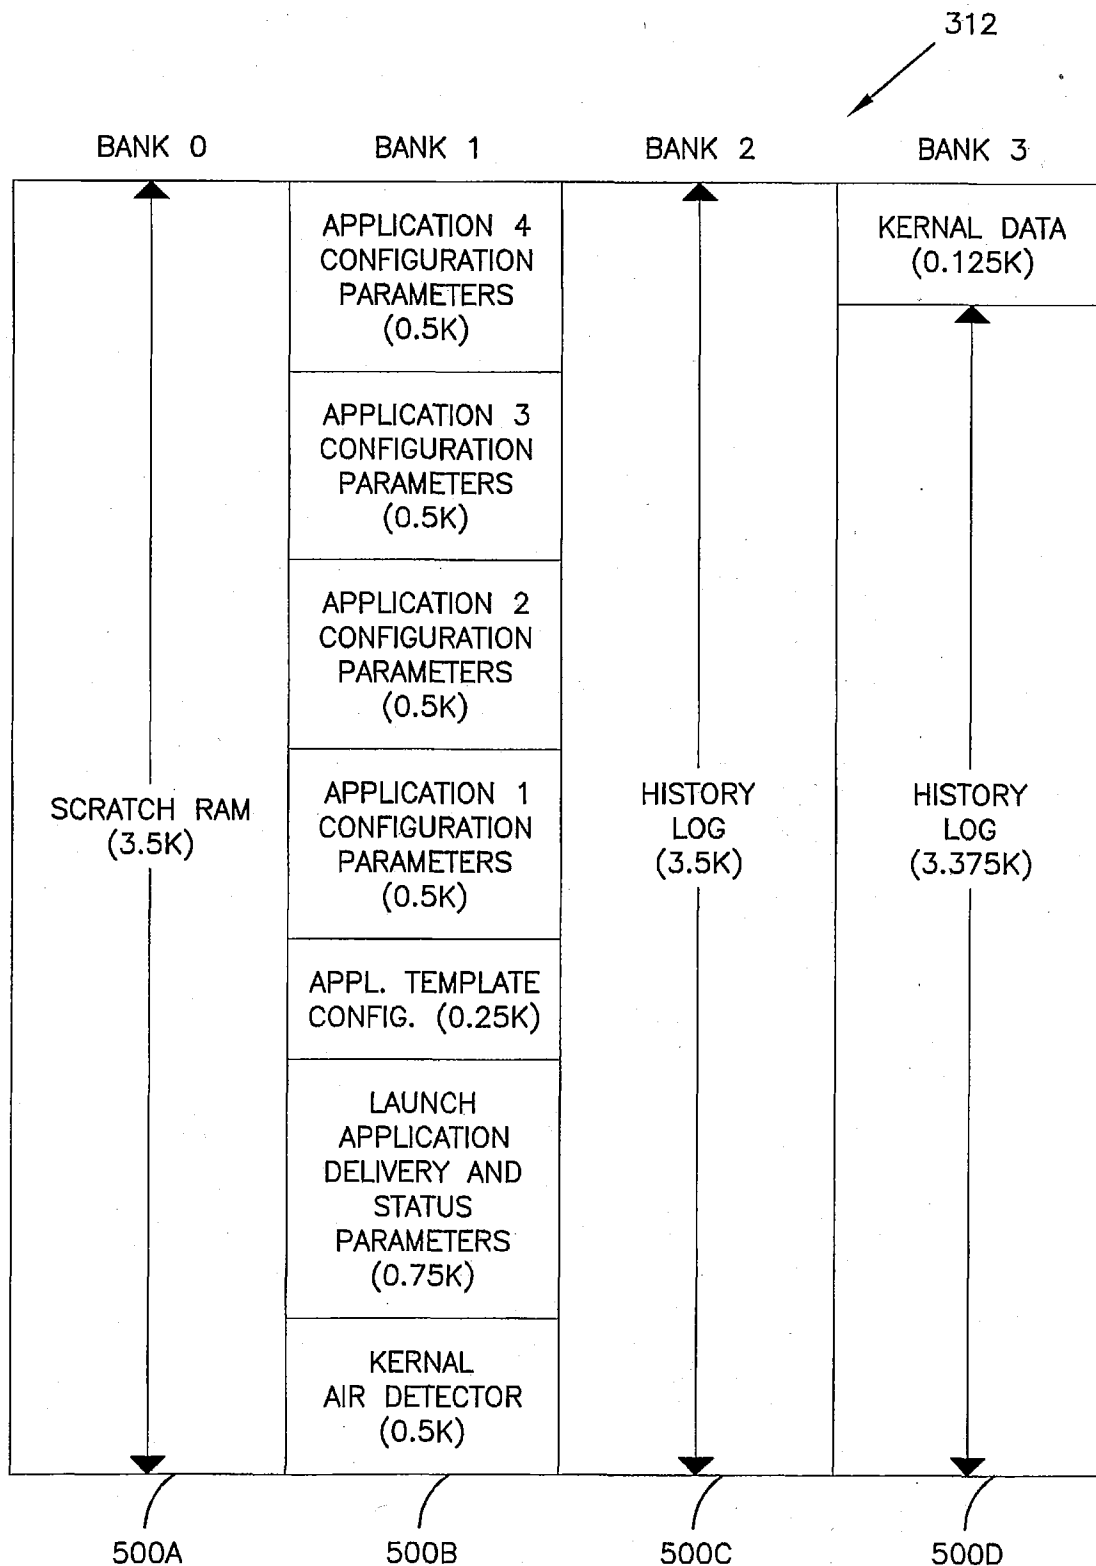 312
BANK 0
BANK 1
BANK 2
BANK 3
SCRATCH RAM
(3.5K)
APPLICATION 4
CONFIGURATION
PARAMETERS
(0.5K)
APPLICATION 3
CONFIGURATION
PARAMETERS
(0.5K)
APPLICATION 2
CONFIGURATION
PARAMETERS
(0.5K)
APPLICATION 1
CONFIGURATION
PARAMETERS
(0.5K)
APPL. TEMPLATE
CONFIG. (0.25K)
LAUNCH
APPLICATION
DELIVERY AND
STATUS
PARAMETERS
(0.75K)
KERNAL
AIR DETECTOR
(0.5K)
HISTORY
LOG
(3.5K)
KERNAL DATA
(0.125K)
HISTORY
LOG
(3.375K)
500A
500B
500C
500D